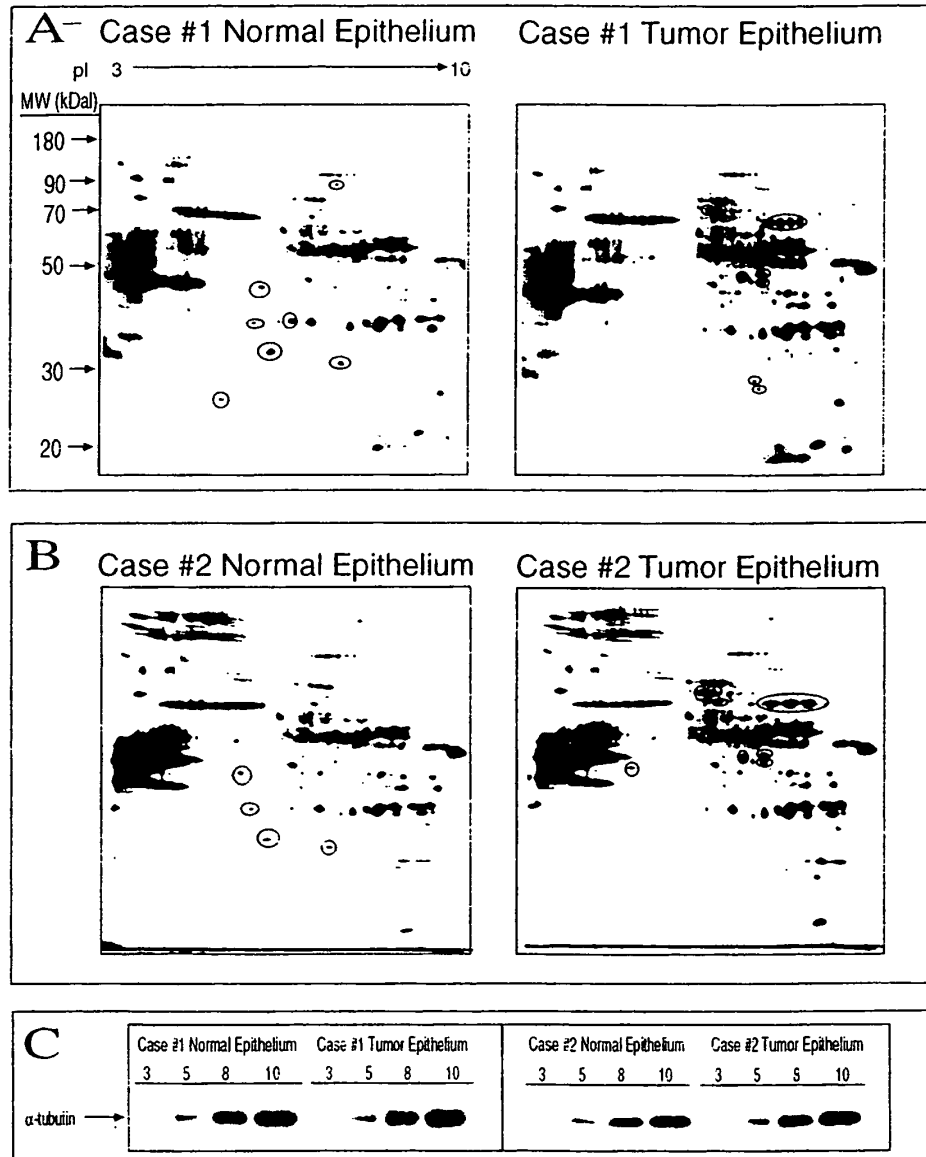 A
Case #1 Normal Epithelium
Case #1 Tumor Epithelium
pI 3 10
MW (kDal)
180
90
70
50
30
20
B
Case #2 Normal Epithelium
Case #2 Tumor Epithelium
C
Case #1 Normal Epithelium
Case #1 Tumor Epithelium
Case #2 Normal Epithelium
Case #2 Tumor Epithelium
3 5 8 10
3 5 8 10
3 5 8 10
3 5 9 10
α-tubulin